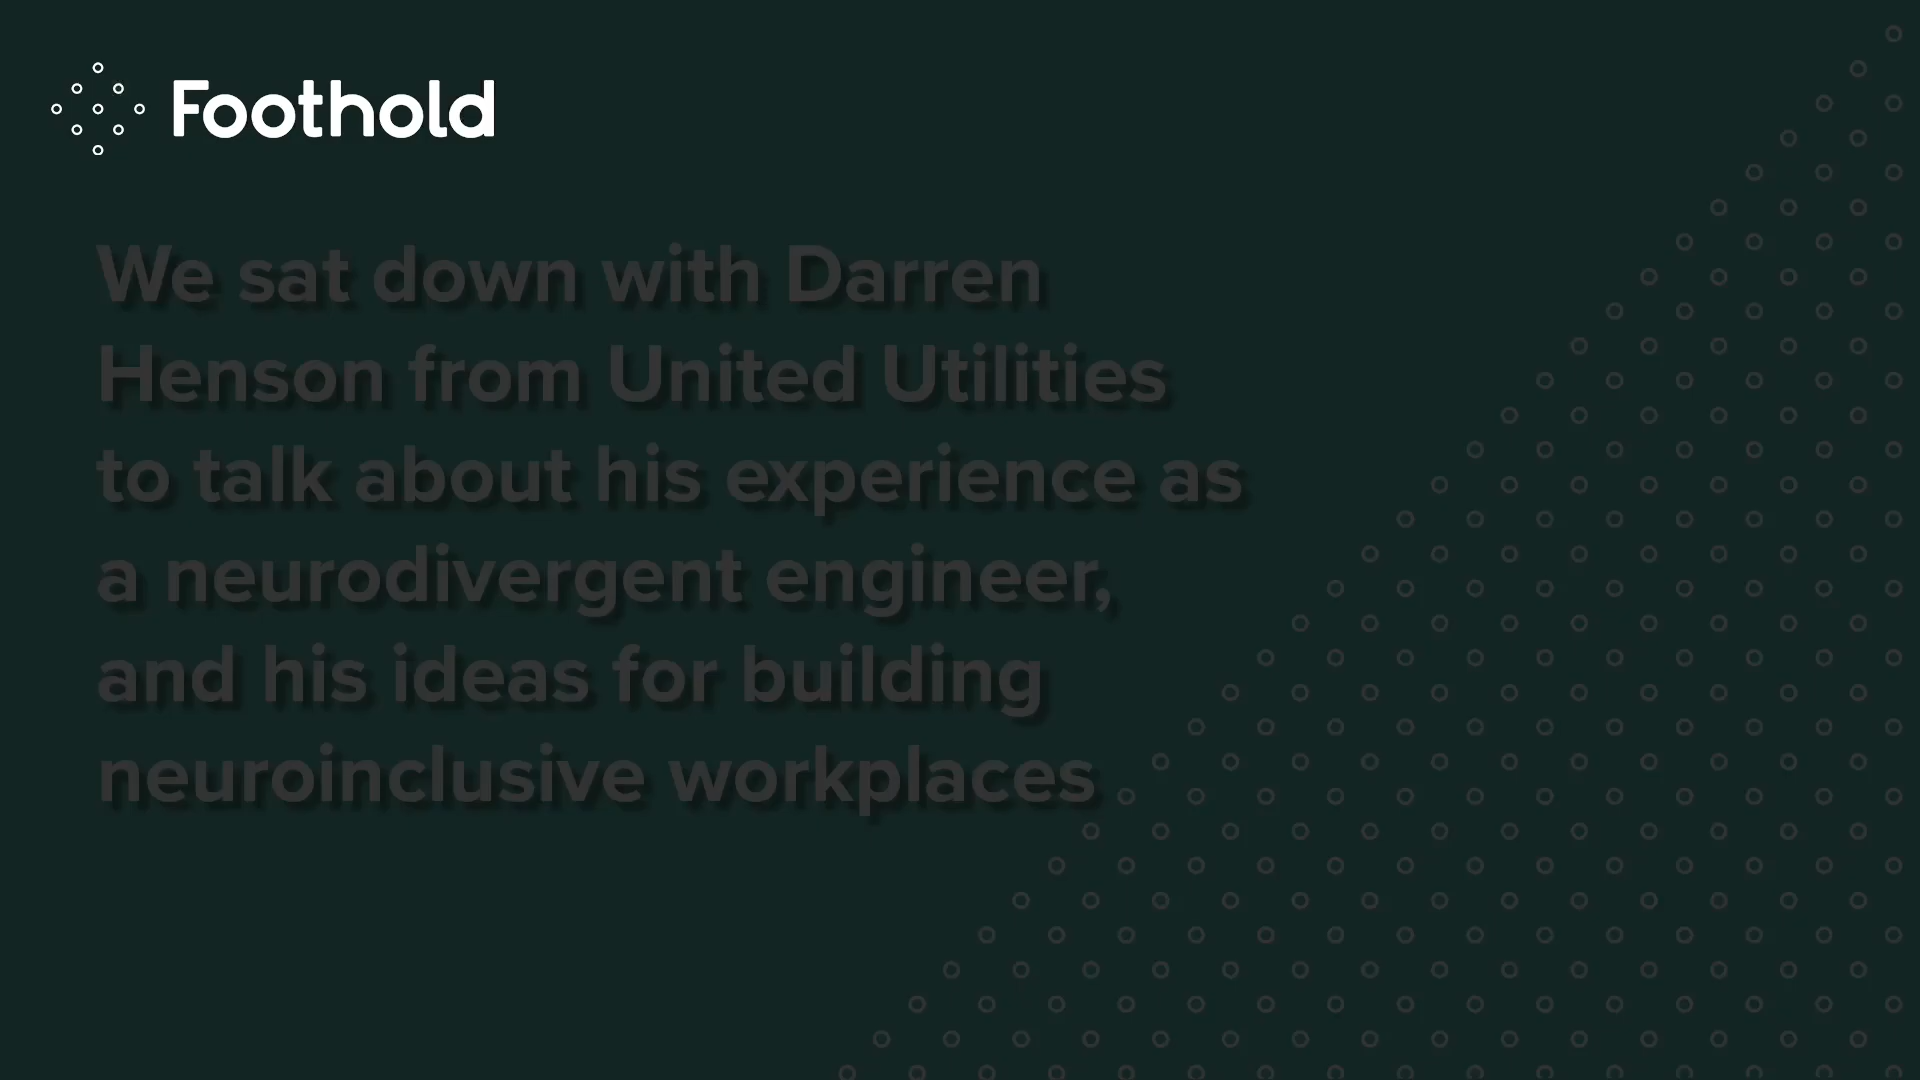 Foothold
We sat down with Darren
Henson from United Utilities
to talk about his experience as
a neurodivergent engineer,
and his ideas for building
neuroinclusive workplaces